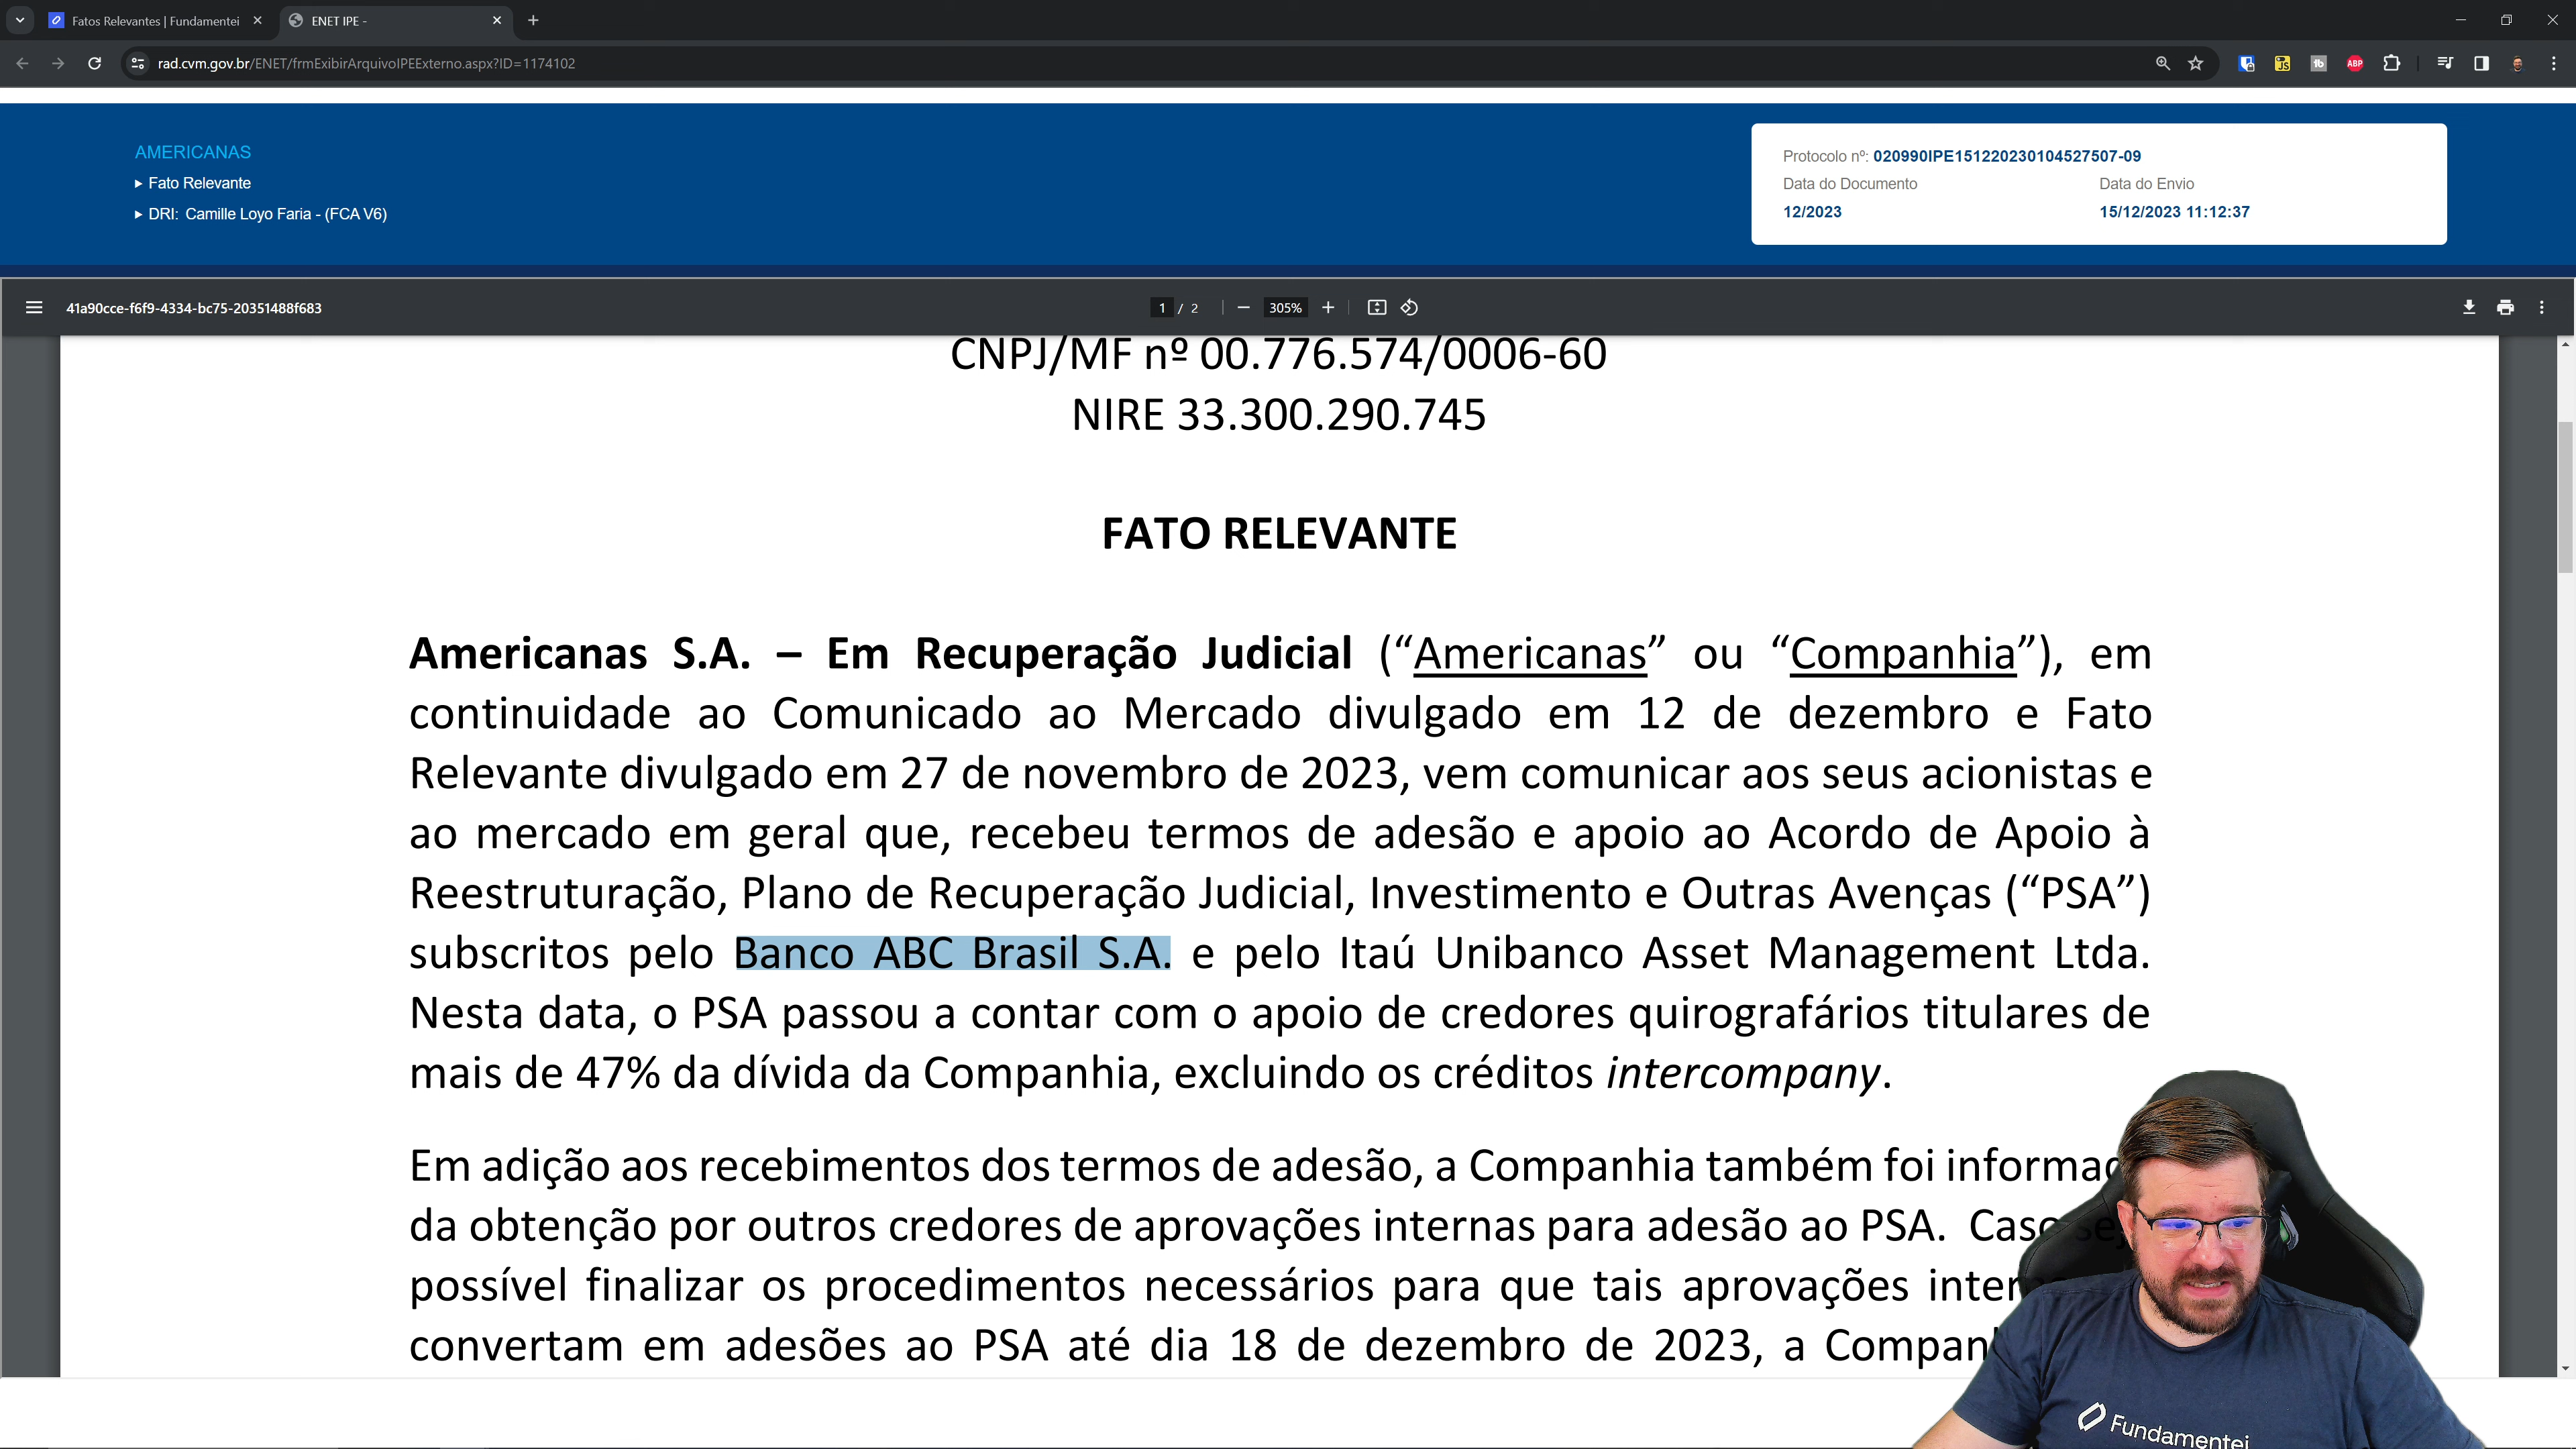 Fatos Relevantes | Fundamentei
ENET IPE -
rad.cvm.gov.br/ENET/frmExibirArquivoIPEExterno.aspx?ID=1174102
JS
tb
ABP
AMERICANAS
Fato Relevante
DRI: Camille Loyo Faria - (FCA V6)
Protocolo nº: 020990IPE151220230104527507-09
Data do Documento Data do Envio
12/2023 15/12/2023 11:12:37
41a90cce-f6f9-4334-bc75-20351488f683
1 / 2
305%
CNPJ/MF nº 00.776.574/0006-60
NIRE 33.300.290.745
FATO RELEVANTE
Americanas S.A. – Em Recuperação Judicial (“Americanas” ou “Companhia”), em
continuidade ao Comunicado ao Mercado divulgado em 12 de dezembro e Fato
Relevante divulgado em 27 de novembro de 2023, vem comunicar aos seus acionistas e
ao mercado em geral que, recebeu termos de adesão e apoio ao Acordo de Apoio à
Reestruturação, Plano de Recuperação Judicial, Investimento e Outras Avenças (“PSA”)
subscritos pelo Banco ABC Brasil S.A. e pelo Itaú Unibanco Asset Management Ltda.
Nesta data, o PSA passou a contar com o apoio de credores quirografários titulares de
mais de 47% da dívida da Companhia, excluindo os créditos intercompany.
Em adição aos recebimentos dos termos de adesão, a Companhia também foi
da obtenção por outros credores de aprovações internas para adesão ao PSA. Caso
possível finalizar os procedimentos necessários para que tais aprovações
convertam em adesões ao PSA até dia 18 de dezembro de 2023, a
Fundamentei